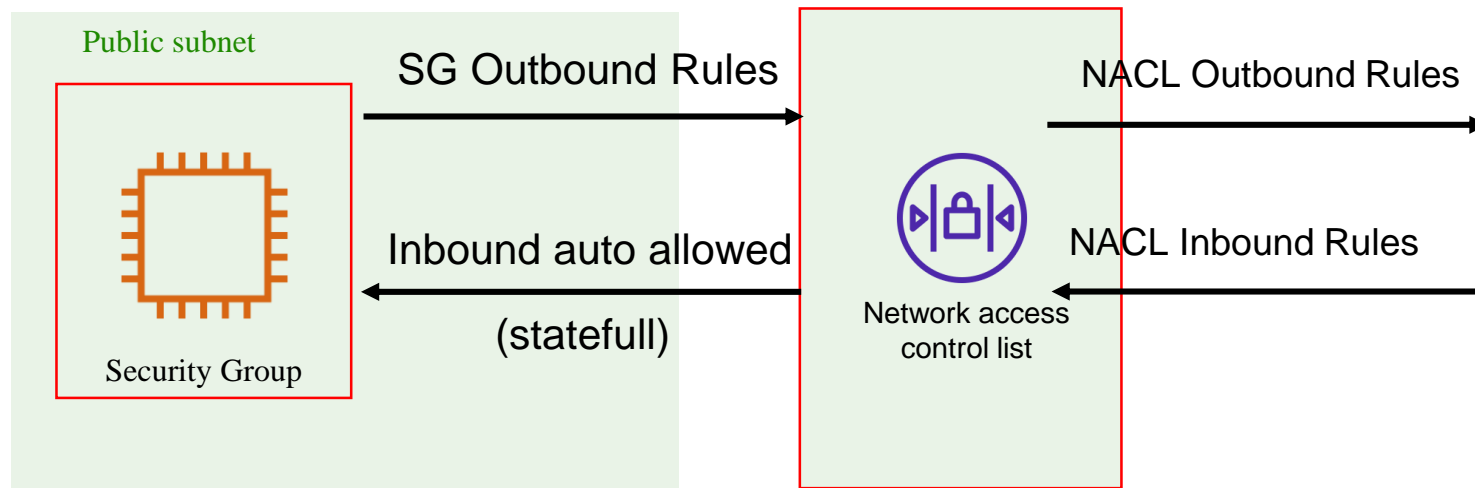 Public subnet
SG Outbound Rules
NACL Outbound Rules
Inbound auto allowed
NACL Inbound Rules
(statefull)
Network access
control list
Security Group